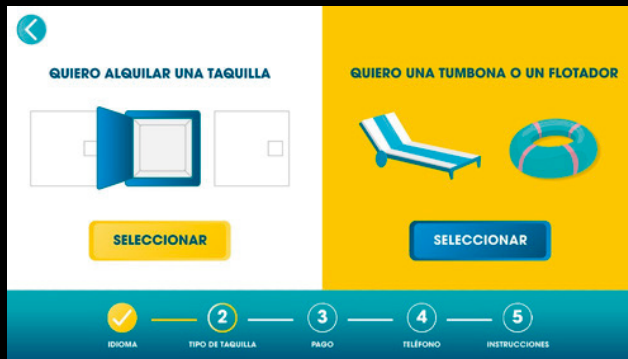 QUIERO ALQUILAR UNA TAQUILLA
QUIERO UNA TUMBONA O UN FLOTADOR
SELECCIONAR
SELECCIONAR
2
3
4
5
IDIOMA
TIPO DE TAQUILLA
PAGO
TELÉFONO
INSTRUCCIONES